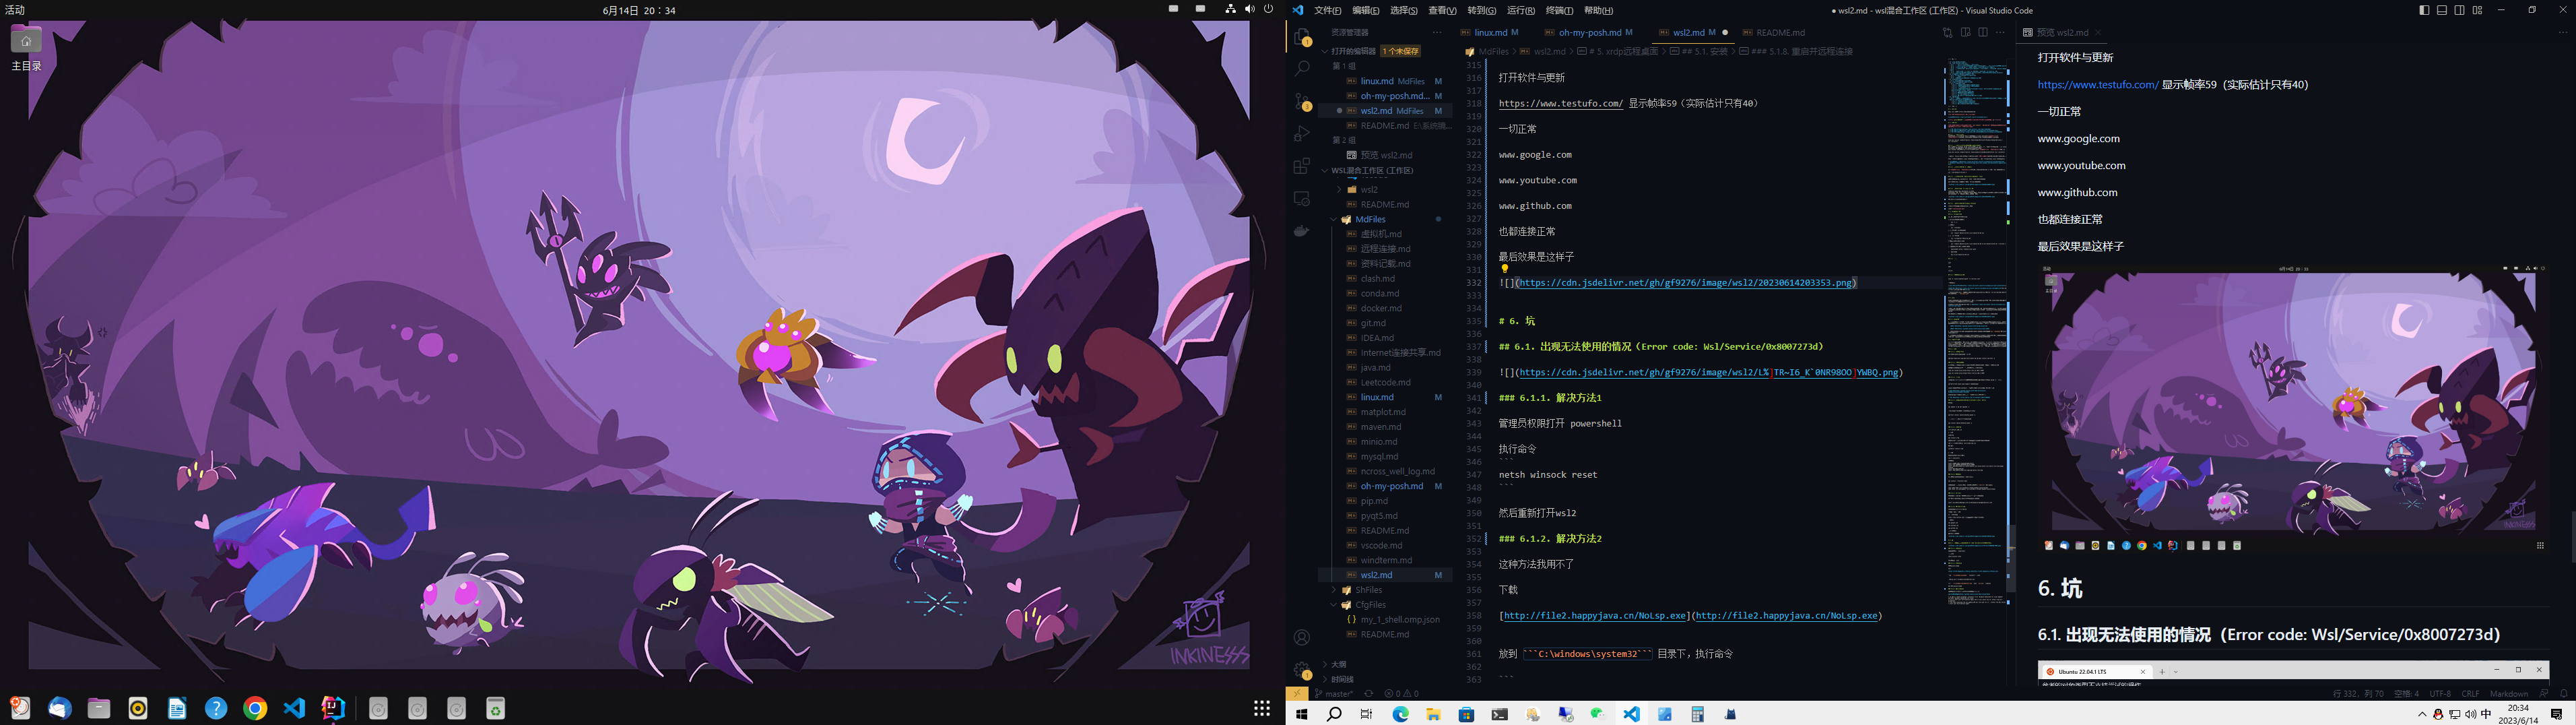 活动
6月14日 20：34
主目录
INKINESSS
文件(F) 编辑(E) 选择(S) 查看(V) 转到(G) 运行(R) 终端(T) 帮助(H)
● wsl2.md - wsl混合工作区 (工作区) - Visual Studio Code
资源管理器
打开的编辑器 1 个未保存
第 1 组
linux.md MdFiles M
oh-my-posh.md... M
wsl2.md MdFiles M
README.md
第 2 组
预览 wsl2.md
WSL混合工作区 (工作区)
wsl2
README.md
MdFiles
虚拟机.md
远程连接.md
资料记载.md
clash.md
conda.md
docker.md
git.md
IDEA.md
Internet连接共享.md
java.md
Leetcode.md
linux.md M
matplot.md
maven.md
minio.md
mysql.md
ncross_well_log.md
oh-my-posh.md M
pip.md
pyqt5.md
README.md
vscode.md
windterm.md
wsl2.md M
ShFiles
CfgFiles
my_1_shell.omp.json
README.md
大纲
时间线
linux.md M
oh-my-posh.md M
wsl2.md M
README.md
MdFiles > wsl2.md > # 5. xrdp远程桌面 > ## 5.1. 安装 > ### 5.1.8. 重启并远程连接
315
316 打开软件与更新
317
318 https://www.testufo.com/ 显示帧率59（实际估计只有40）
319
320 一切正常
321
322 www.google.com
323
324 www.youtube.com
325
326 www.github.com
327
328 也都连接正常
329
330 最后效果是这样子
331
332 ![](https://cdn.jsdelivr.net/gh/gf9276/image/wsl2/20230614203353.png)
333
334
335 # 6. 坑
336
337 ## 6.1. 出现无法使用的情况（Error code: Wsl/Service/0x8007273d）
338
339 ![](https://cdn.jsdelivr.net/gh/gf9276/image/wsl2/L%]TR~I6_K`0NR98OO]YWBQ.png)
340
341 ### 6.1.1. 解决方法1
342
343 管理员权限打开 powershell
344
345 执行命令
346 ```
347 netsh winsock reset
348 ```
349
350 然后重新打开wsl2
351
352 ### 6.1.2. 解决方法2
353
354 这种方法我用不了
355
356 下载
357
358 [http://file2.happyjava.cn/NoLsp.exe](http://file2.happyjava.cn/NoLsp.exe)
359
360
361 放到 ```C:\windows\system32``` 目录下，执行命令
362
363 ```
预览 wsl2.md
打开软件与更新
https://www.testufo.com/ 显示帧率59（实际估计只有40）
一切正常
www.google.com
www.youtube.com
www.github.com
也都连接正常
最后效果是这样子
6. 坑
6.1. 出现无法使用的情况（Error code: Wsl/Service/0x8007273d）
Ubuntu 22.04.1 LTS
master*
0 0
行 332，列 70 空格: 4 UTF-8 CRLF Markdown
中
20:34
2023/6/14